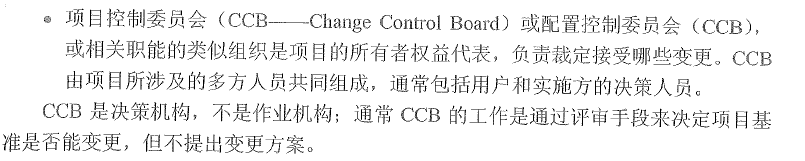 • 项目控制委员会（CCB——Change Control Board）或配置控制委员会（CCB），
或相关职能的类似组织是项目的所有者权益代表，负责裁定接受哪些变更。CCB
由项目所涉及的多方人员共同组成，通常包括用户和实施方的决策人员。
CCB 是决策机构，不是作业机构；通常 CCB 的工作是通过评审手段来决定项目基
准是否能变更，但不提出变更方案。